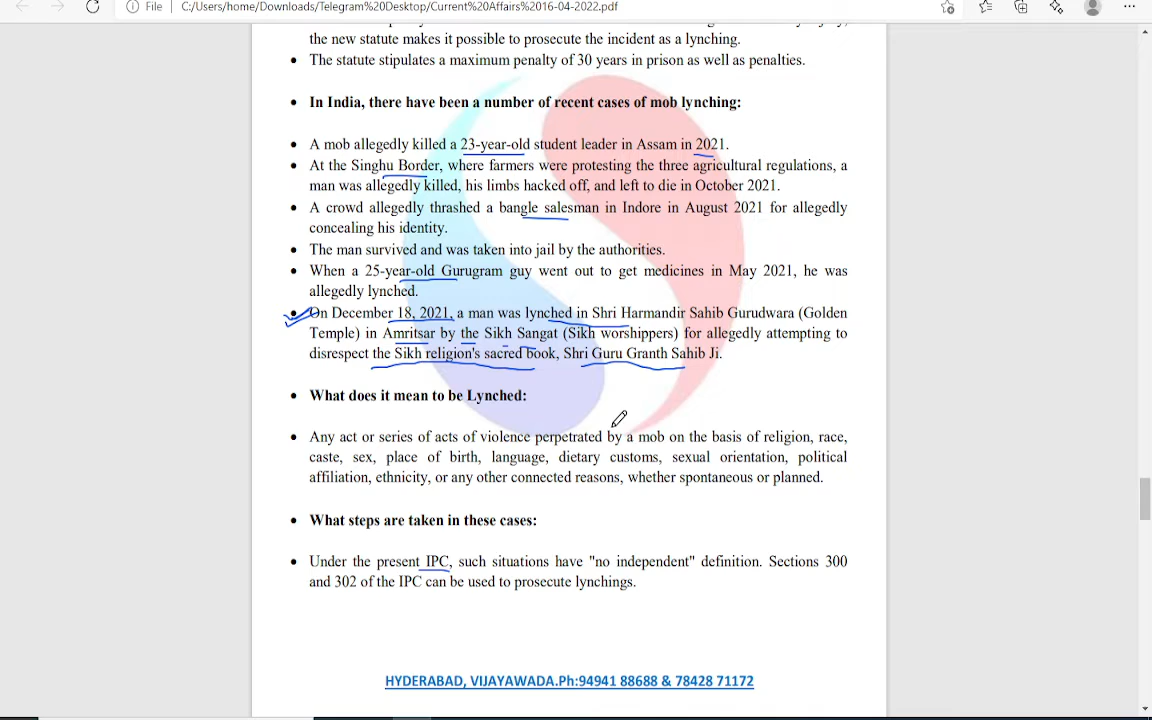 File
C:/Users/home/Downloads/Telegram%20Desktop/Current%20Affairs%2016-04-2022.pdf
the new statute makes it possible to prosecute the incident as a lynching.
• The statute stipulates a maximum penalty of 30 years in prison as well as penalties.
• In India, there have been a number of recent cases of mob lynching:
• A mob allegedly killed a 23-year-old student leader in Assam in 2021.
• At the Singhu Border, where farmers were protesting the three agricultural regulations, a
man was allegedly killed, his limbs hacked off, and left to die in October 2021.
• A crowd allegedly thrashed a bangle salesman in Indore in August 2021 for allegedly
concealing his identity.
• The man survived and was taken into jail by the authorities.
• When a 25-year-old Gurugram guy went out to get medicines in May 2021, he was
allegedly lynched.
• On December 18, 2021, a man was lynched in Shri Harmandir Sahib Gurudwara (Golden
Temple) in Amritsar by the Sikh Sangat (Sikh worshippers) for allegedly attempting to
disrespect the Sikh religion's sacred book, Shri Guru Granth Sahib Ji.
• What does it mean to be Lynched:
• Any act or series of acts of violence perpetrated by a mob on the basis of religion, race,
caste, sex, place of birth, language, dietary customs, sexual orientation, political
affiliation, ethnicity, or any other connected reasons, whether spontaneous or planned.
• What steps are taken in these cases:
• Under the present IPC, such situations have "no independent" definition. Sections 300
and 302 of the IPC can be used to prosecute lynchings.
HYDERABAD, VIJAYAWADA.Ph:94941 88688 & 78428 71172